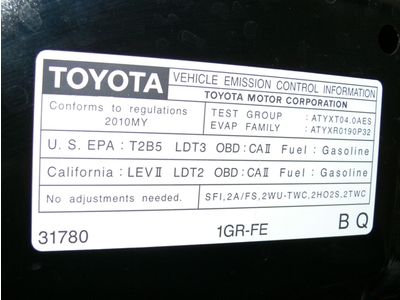 TOYOTA
VEHICLE EMISSION CONTROL INFORMATION
TOYOTA MOTOR CORPORATION
Conforms to regulations
2010MY
TEST GROUP : ATYXT04.0AES
EVAP FAMILY : ATYXR0190P32
U. S. EPA : T2B5 LDT3 OBD : CAⅡ Fuel : Gasoline
California : LEVⅡ LDT2 OBD : CAⅡ Fuel : Gasoline
No adjustments needed.
SFI, 2A/FS, 2WU-TWC, 2HO2S, 2TWC
31780 1GR-FE B Q